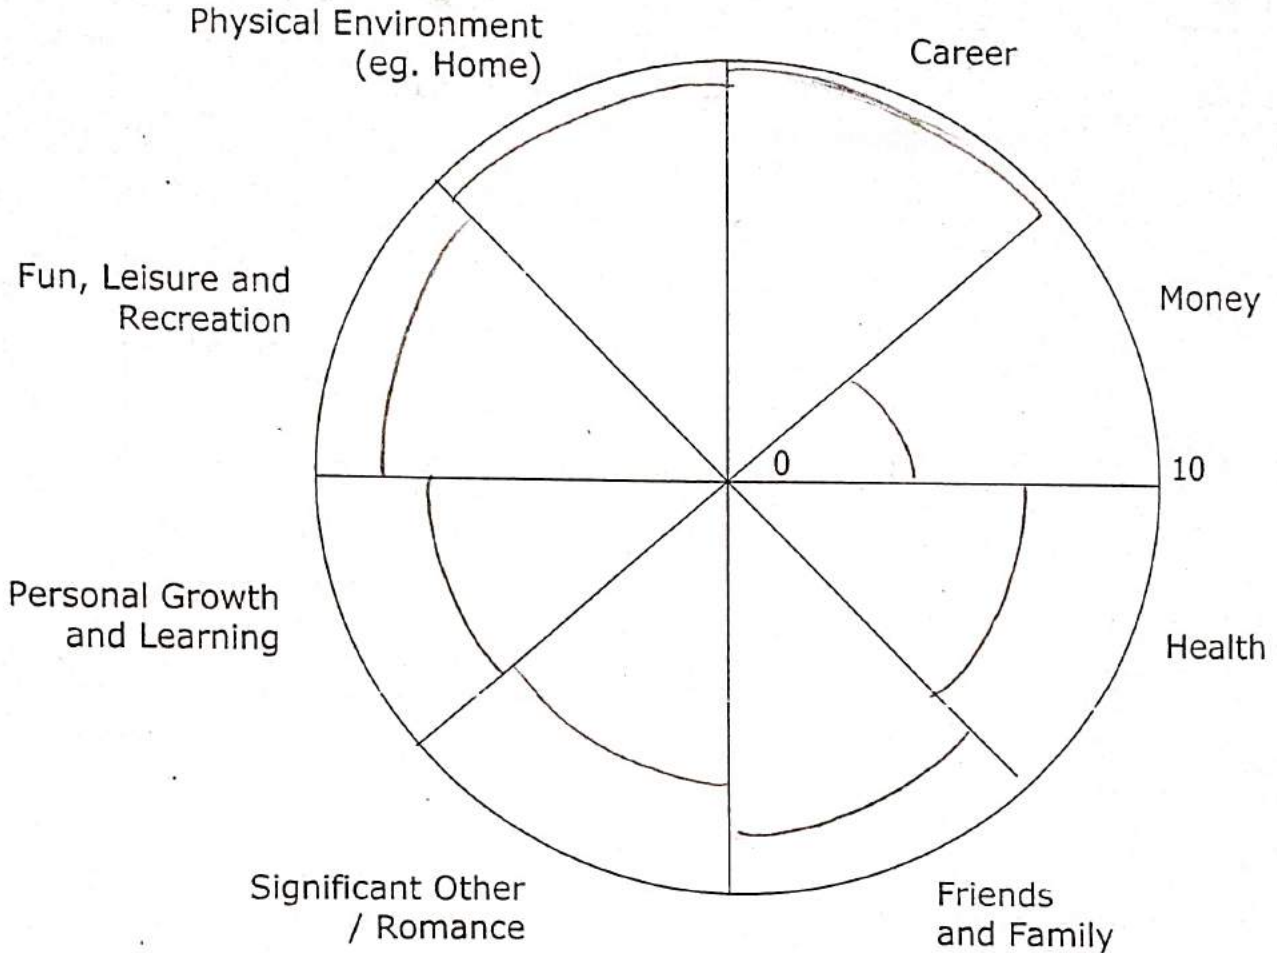 Physical Environment
(eg. Home)
Career
Fun, Leisure and
Recreation
Money
0
10
Personal Growth
and Learning
Health
Significant Other
/ Romance
Friends
and Family